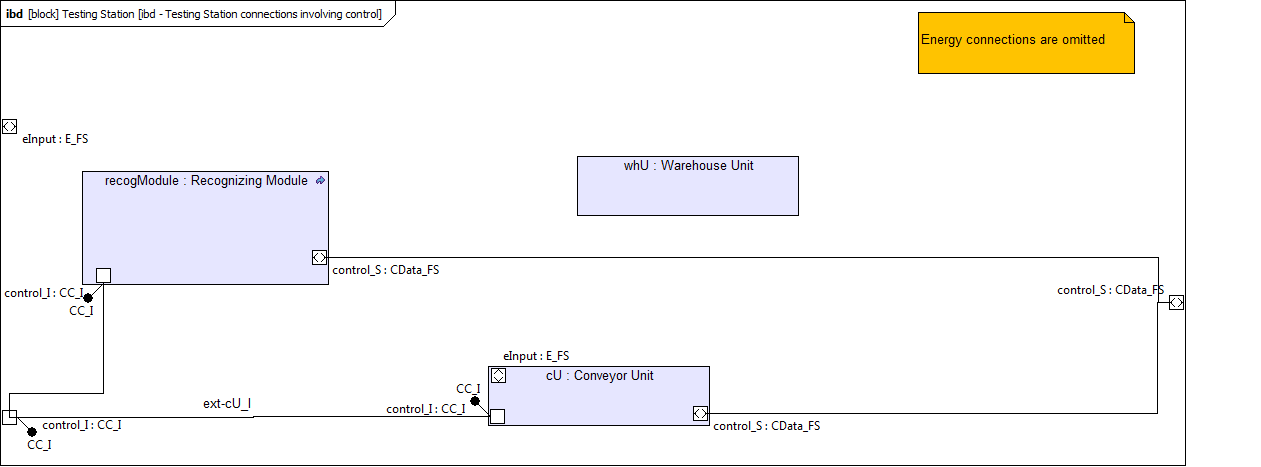 ibd [block] Testing Station [ibd - Testing Station connections involving control]
Energy connections are omitted
eInput : E_FS
whU : Warehouse Unit
recogModule : Recognizing Module
control_S : CData_FS
control_I : CC_I
control_S : CData_FS
CC_I
eInput : E_FS
cU : Conveyor Unit
CC_I
ext-cU_I
control_I : CC_I
control_I : CC_I
control_S : CData_FS
CC_I